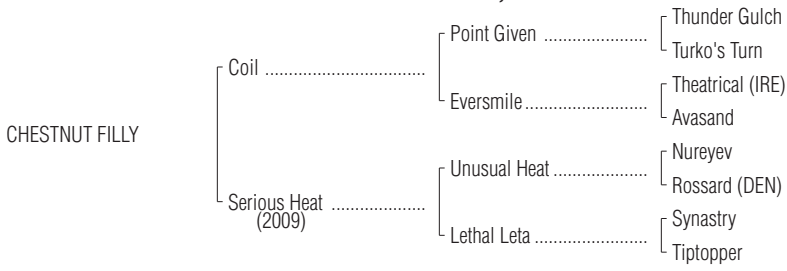 Thunder Gulch
Point Given ....................................
Turko's Turn
Coil ........................................................
Theatrical (IRE)
Eversmile ...........................................
Avasand
CHESTNUT FILLY
Nureyev
Unusual Heat ................................
Rossard (DEN)
Serious Heat ................................
(2009)
Synastry
Lethal Leta .......................................
Tiptopper